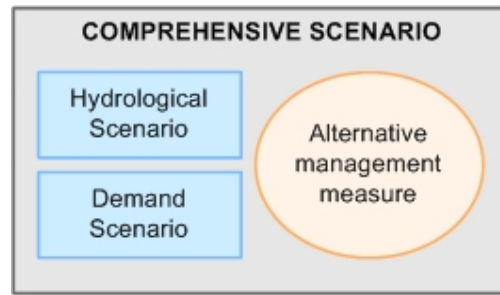 COMPREHENSIVE SCENARIO
Hydrological
Scenario
Demand
Scenario
Alternative
management
measure